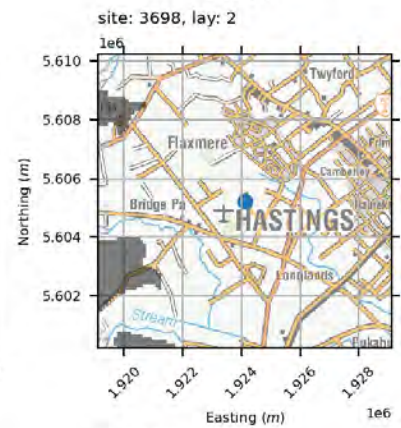 site: 3698, lay: 2
1e6
5.610
5.608
5.606
5.604
5.602
Northing (m)
Twyford
Flaxmere
Camberley
Bridge Pa
HASTINGS
Longlands
Stream
1.920
1.922
1.924
1.926
1.928
1e6
Easting (m)